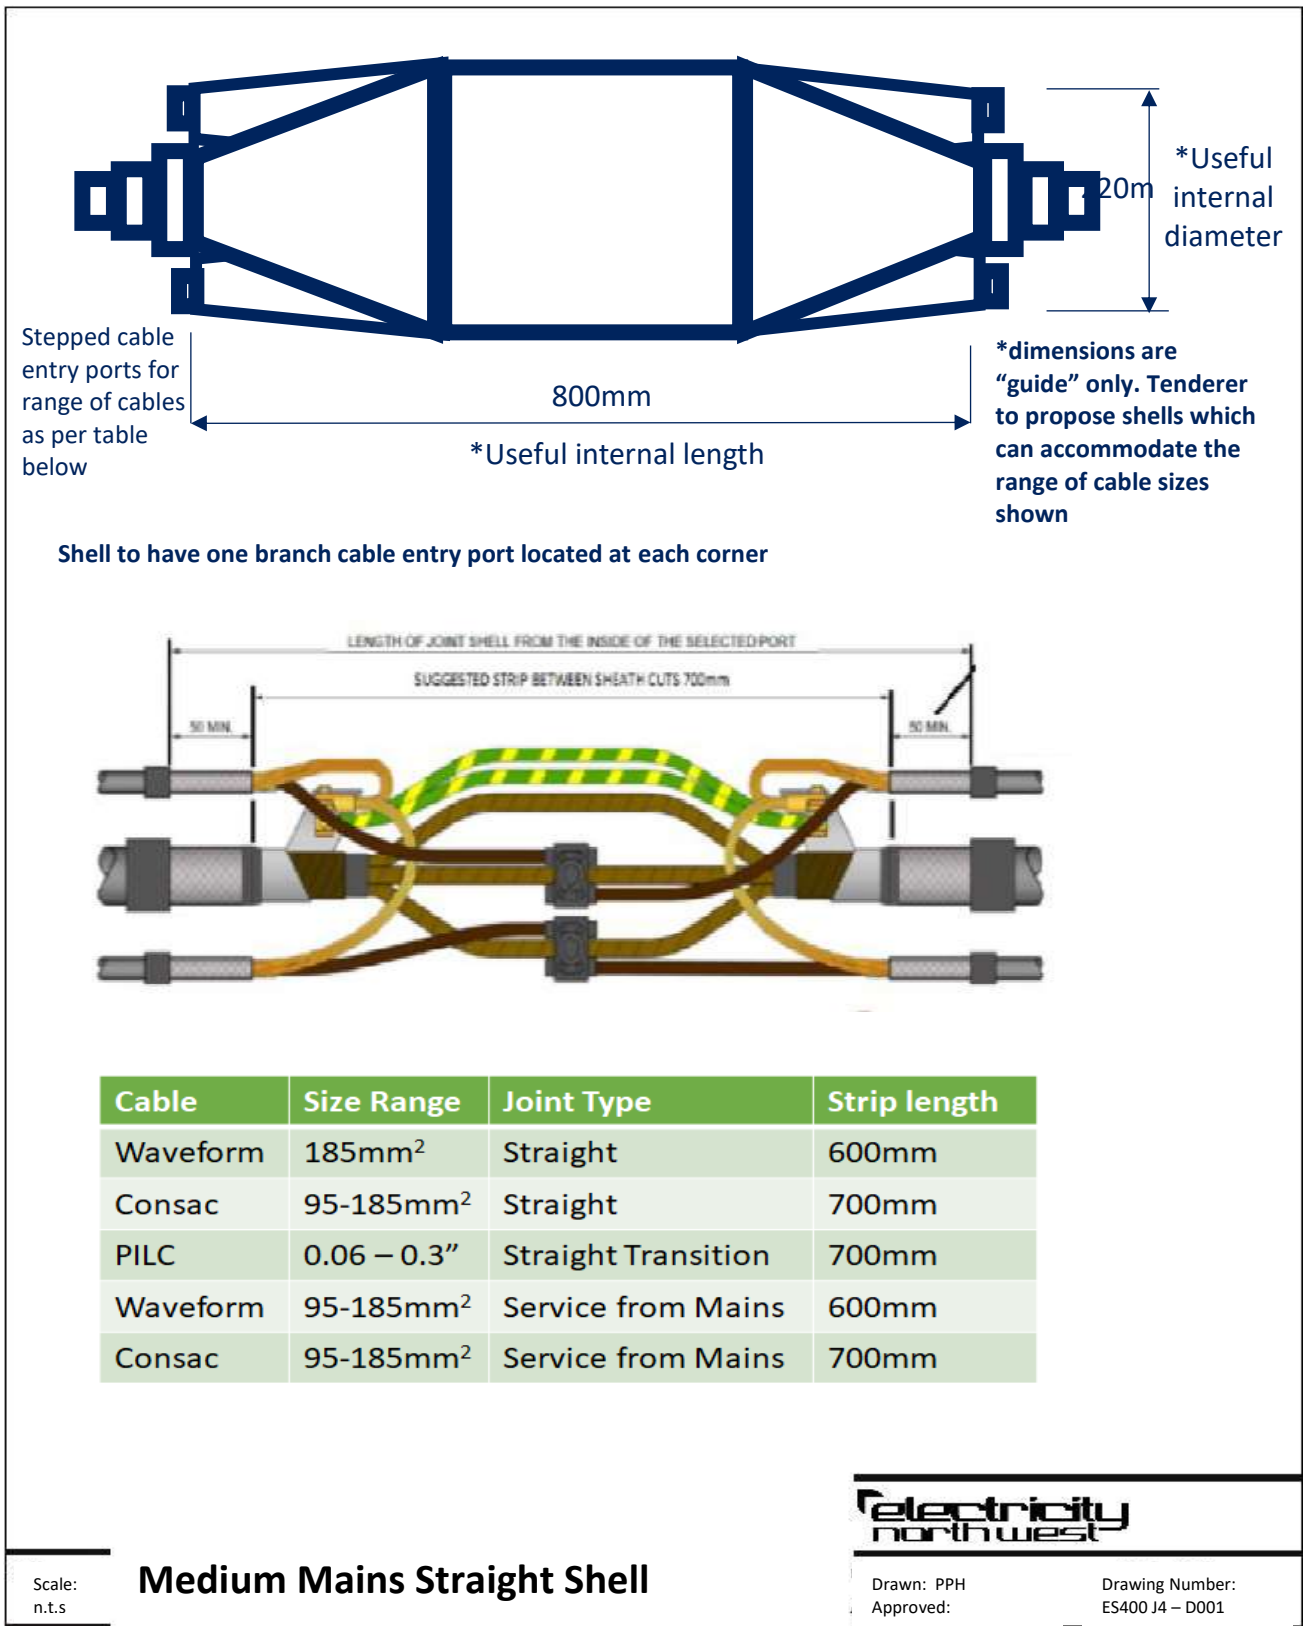 *Useful
internal
diameter
20m
Stepped cable
entry ports for
range of cables
as per table
below
800mm
*Useful internal length
*dimensions are
“guide” only. Tenderer
to propose shells which
can accommodate the
range of cable sizes
shown
Shell to have one branch cable entry port located at each corner
LENGTH OF JOINT SHELL FROM THE INSIDE OF THE SELECTED PORT
SUGGESTED STRIP BETWEEN SHEATH CUTS 700mm
50 MIN. 50 MIN.
Cable Size Range Joint Type Strip length
Waveform 185mm² Straight 600mm
Consac 95-185mm² Straight 700mm
PILC 0.06 – 0.3” Straight Transition 700mm
Waveform 95-185mm² Service from Mains 600mm
Consac 95-185mm² Service from Mains 700mm
electricity
northwest
Scale:
n.t.s
Medium Mains Straight Shell
Drawn: PPH
Approved:
Drawing Number:
ES400 J4 – D001